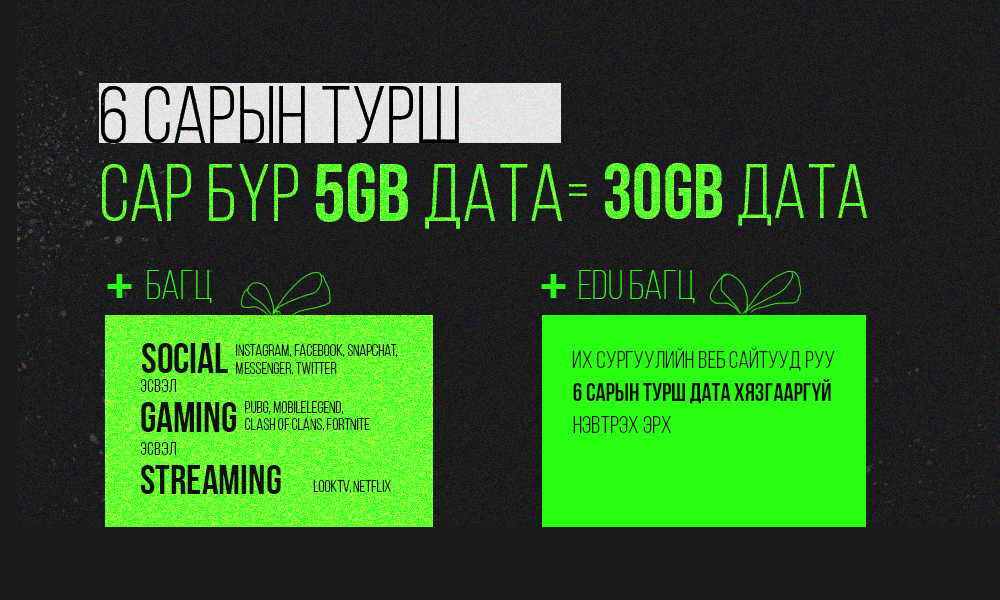 6 САРЫН ТУРШ
САР БҮР 5GB ДАТА = 30GB ДАТА
+ БАГЦ
SOCIAL INSTAGRAM, FACEBOOK, SNAPCHAT,
MESSENGER, TWITTER
ЭСВЭЛ
GAMING PUBG, MOBILELEGEND,
CLASH OF CLANS, FORTNITE
ЭСВЭЛ
STREAMING LOOKTV, NETFLIX
+ EDU БАГЦ
ИХ СУРГУУЛИЙН ВЕБ САЙТУУД РУУ
6 САРЫН ТУРШ ДАТА ХЯЗГААРГҮЙ
НЭВТРЭХ ЭРХ